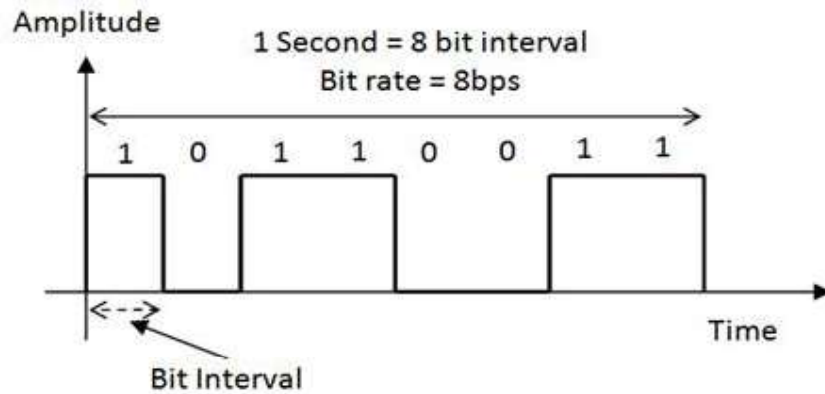 Amplitude
1 Second = 8 bit interval
Bit rate = 8bps
1 0 1 1 0 0 1 1
Time
Bit Interval